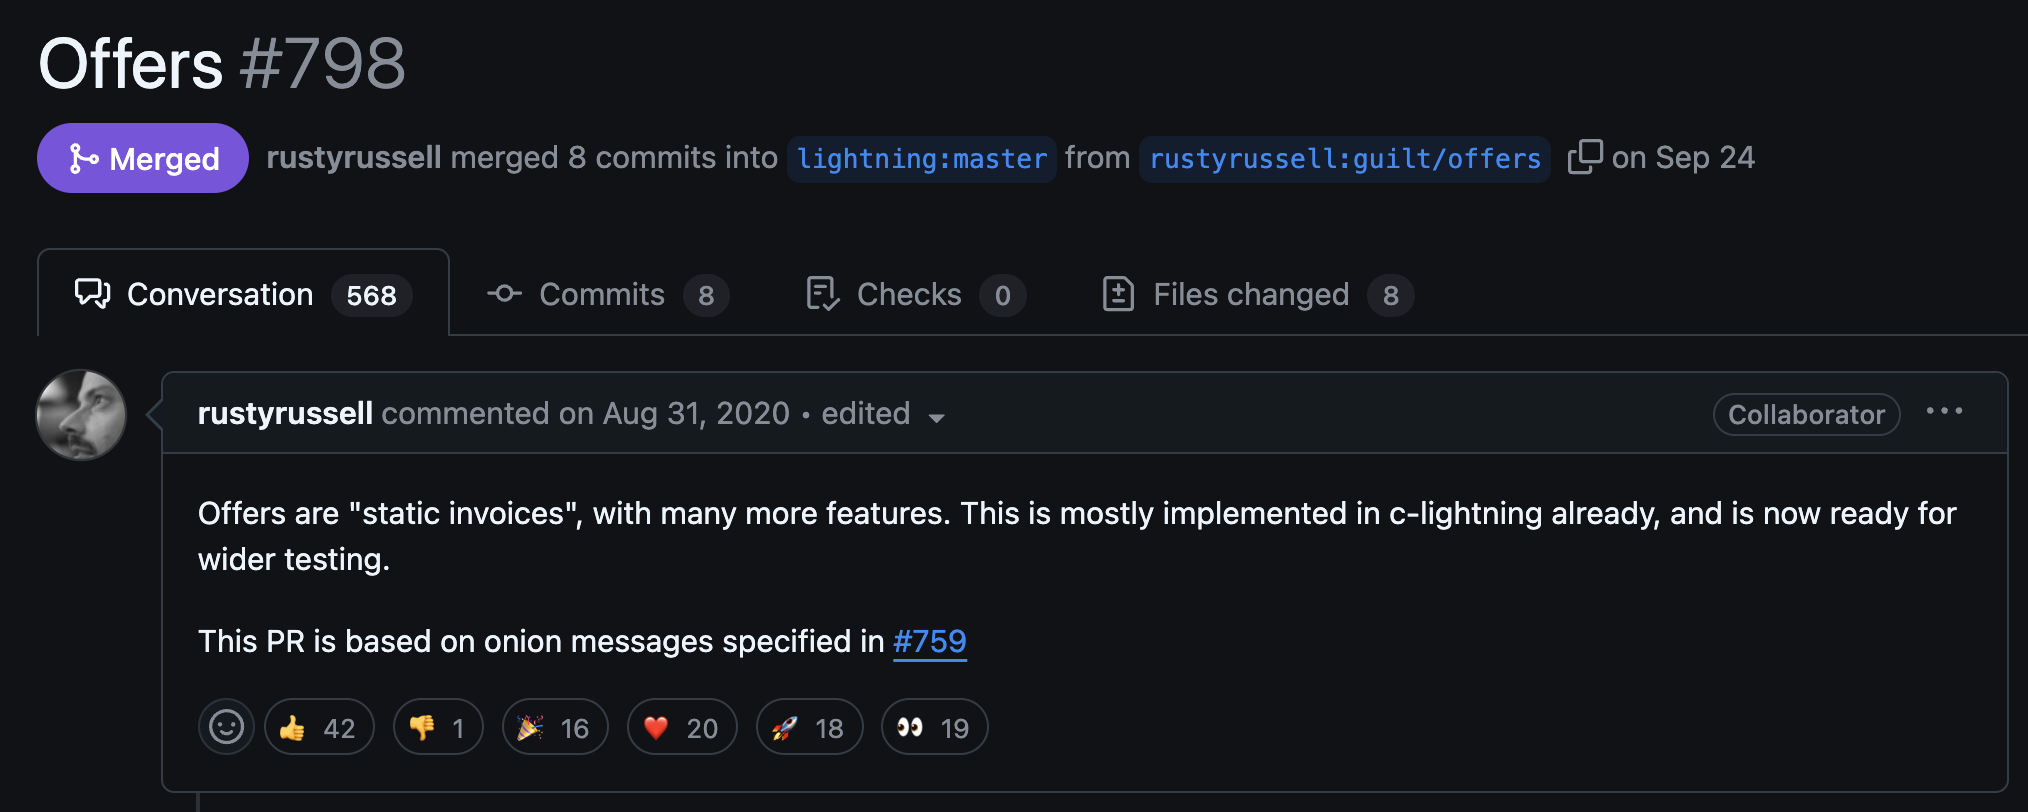 Offers #798
Merged rustyrussell merged 8 commits into lightning:master from rustyrussell:guilt/offers on Sep 24
Conversation 568 Commits 8 Checks 0 Files changed 8
rustyrussell commented on Aug 31, 2020 • edited Collaborator ...
Offers are "static invoices", with many more features. This is mostly implemented in c-lightning already, and is now ready for
wider testing.
This PR is based on onion messages specified in #759
👍 42 👎 1 🎉 16 ❤️ 20 🚀 18 👀 19